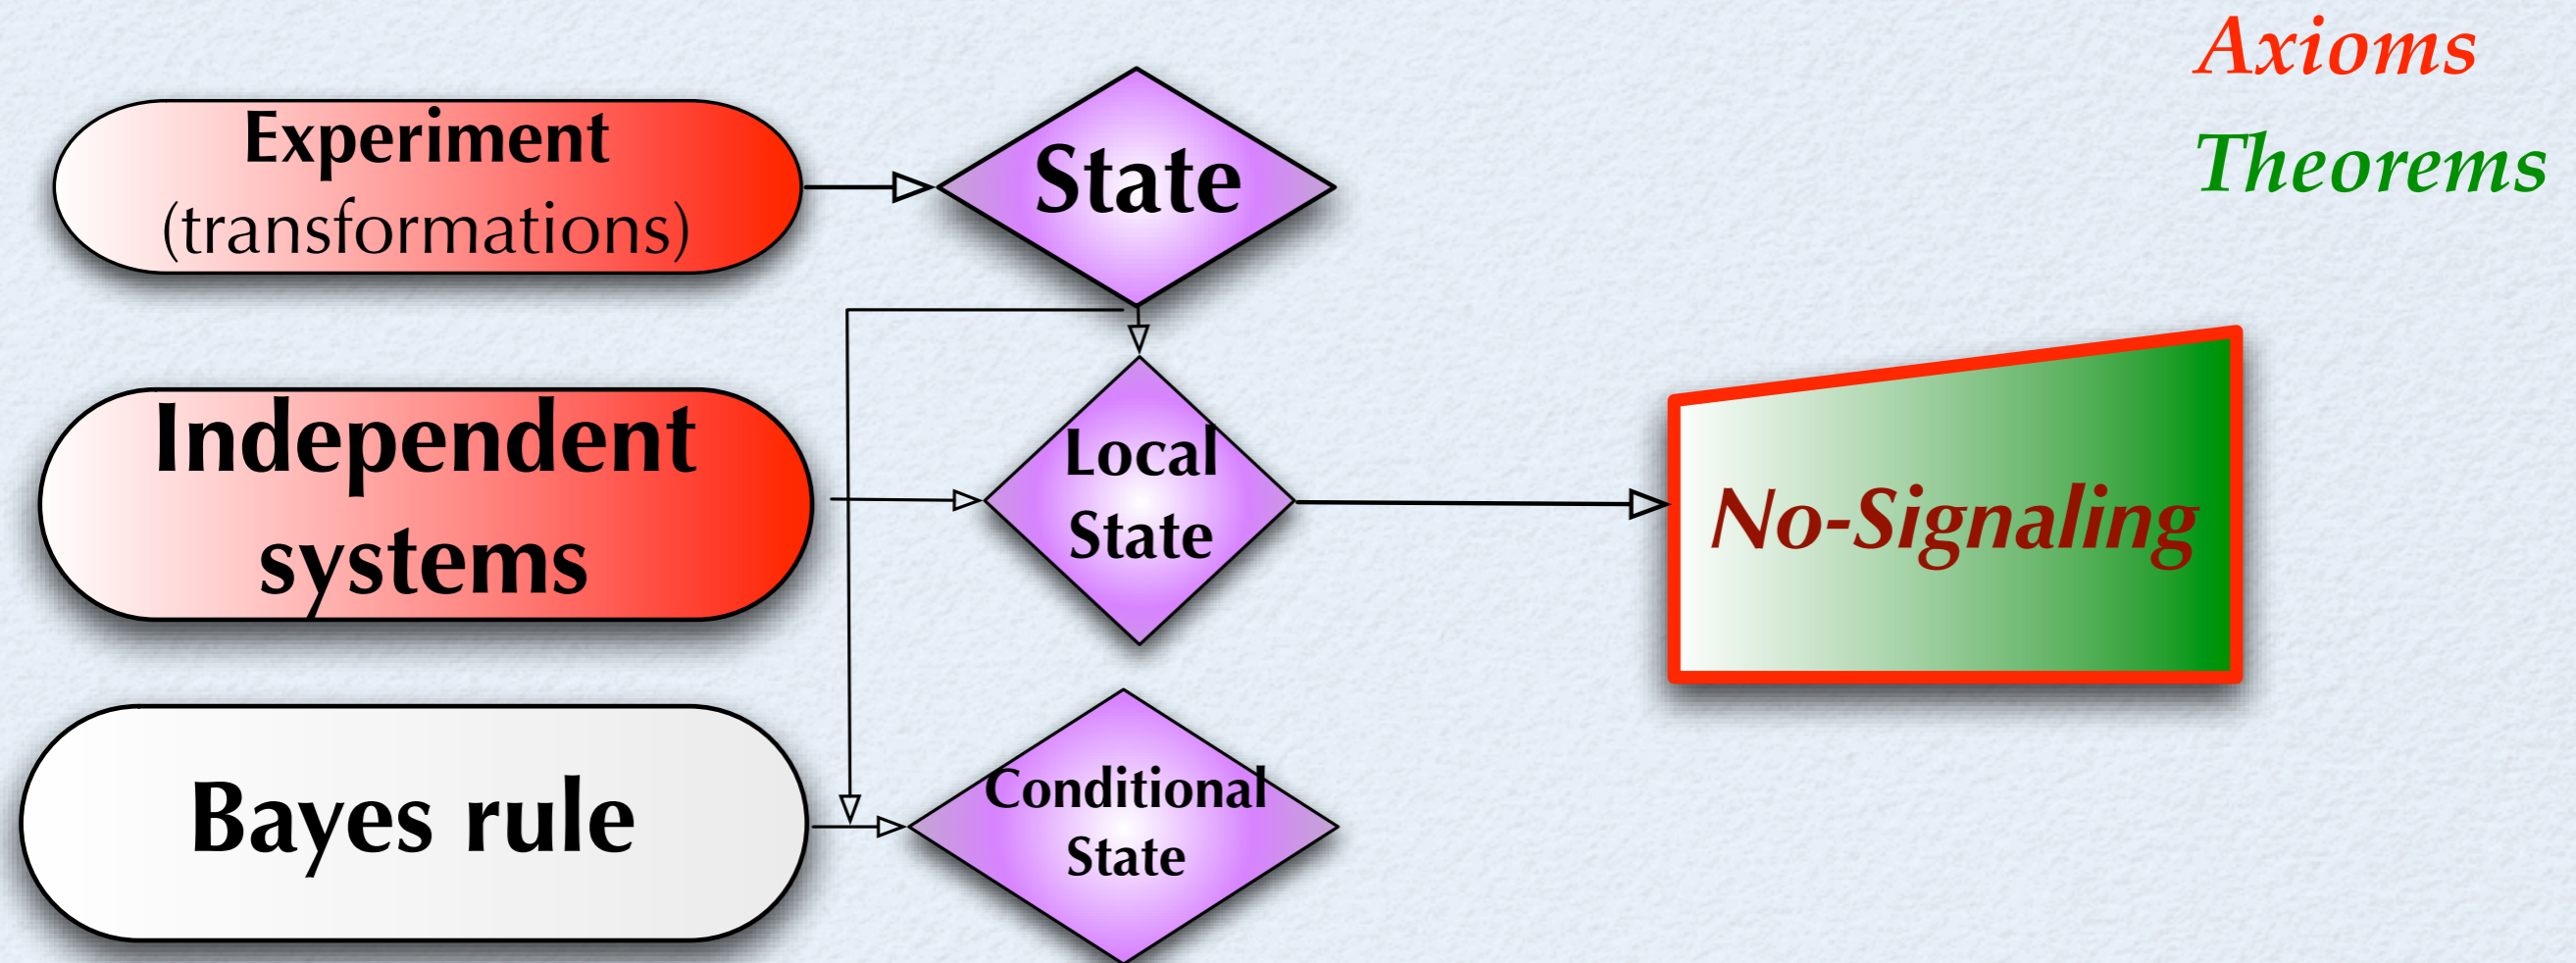 Axioms
Theorems
Experiment
(transformations)
State
Independent
systems
Local
State
No-Signaling
Bayes rule
Conditional
State